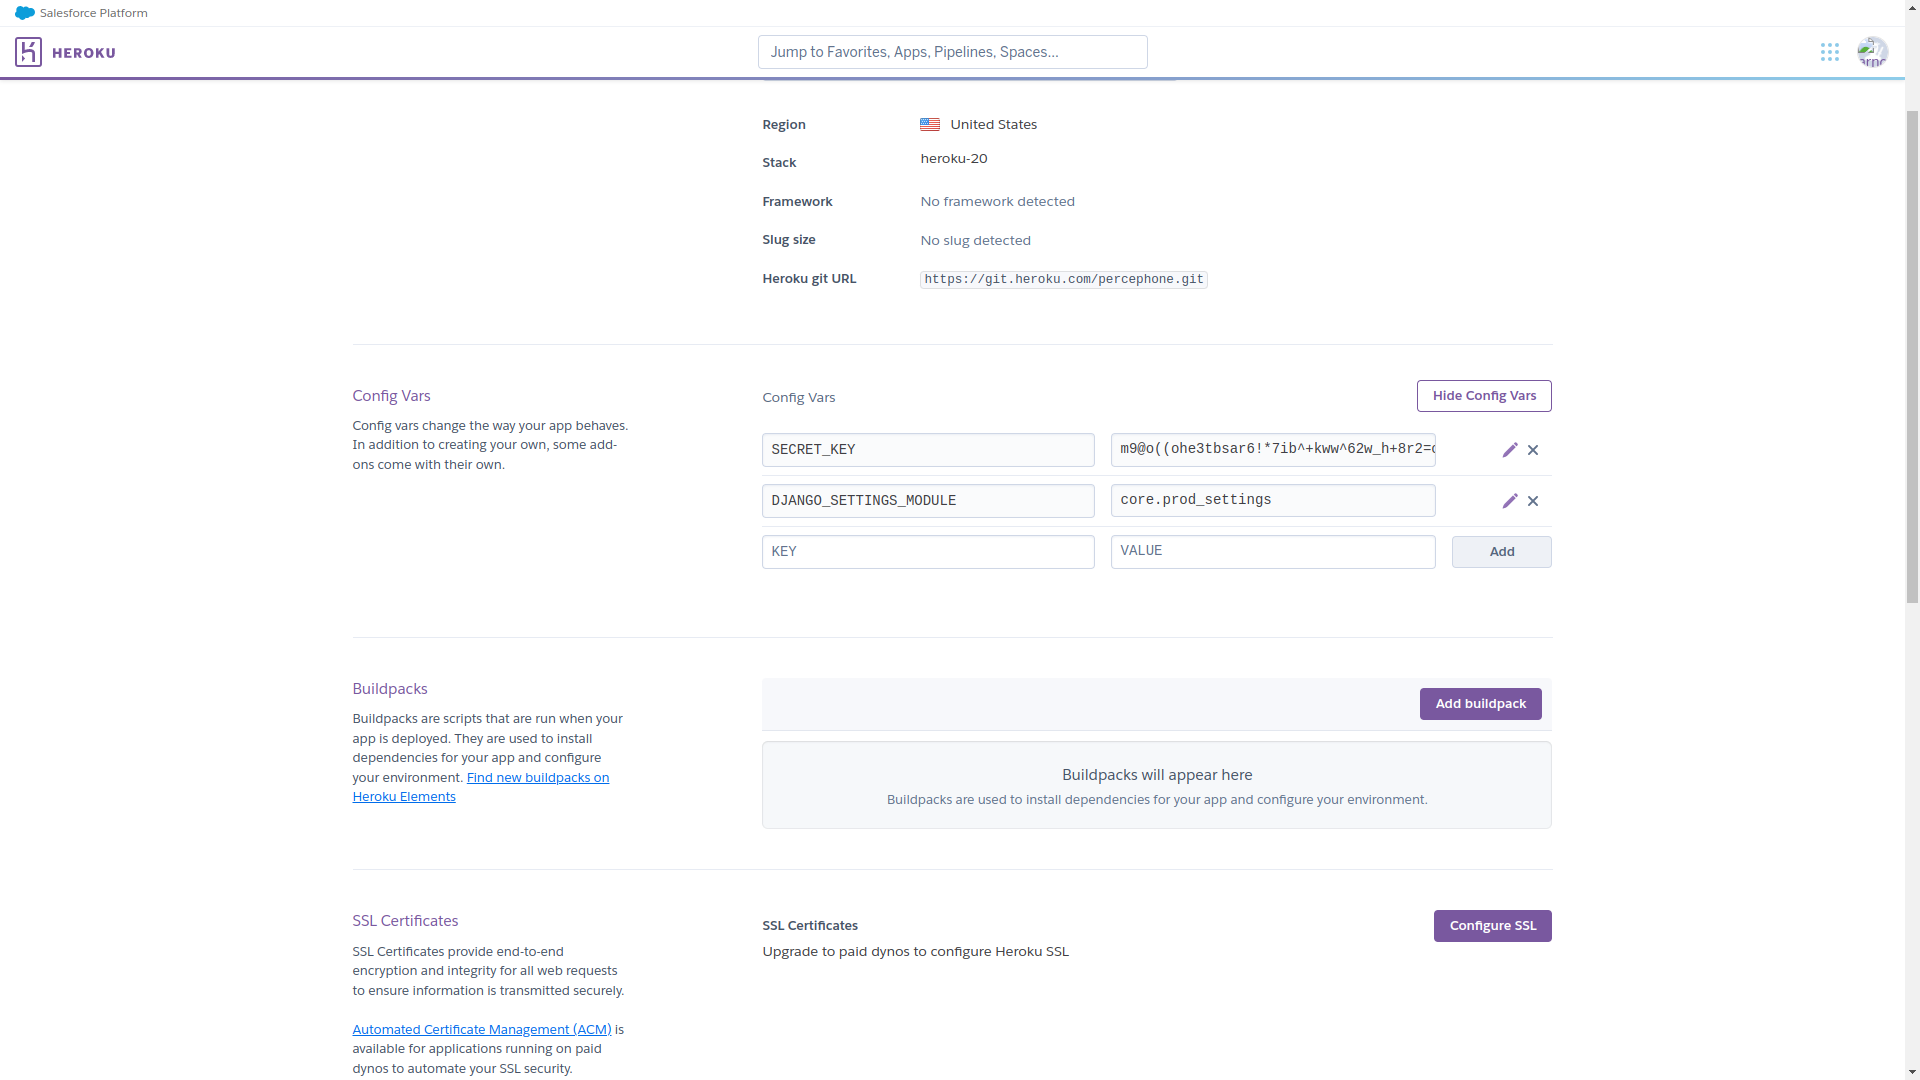 Salesforce Platform
HEROKU
Jump to Favorites, Apps, Pipelines, Spaces...
Region
United States
Stack
heroku-20
Framework
No framework detected
Slug size
No slug detected
Heroku git URL
https://git.heroku.com/percephone.git
Config Vars
Config vars change the way your app behaves.
In addition to creating your own, some add-
ons come with their own.
Config Vars
Hide Config Vars
SECRET_KEY
m9@o((ohe3tbsar6!*7ib^+kww^62w_h+8r2=
DJANGO_SETTINGS_MODULE
core.prod_settings
KEY
VALUE
Add
Buildpacks
Buildpacks are scripts that are run when your
app is deployed. They are used to install
dependencies for your app and configure
your environment. Find new buildpacks on
Heroku Elements
Add buildpack
Buildpacks will appear here
Buildpacks are used to install dependencies for your app and configure your environment.
SSL Certificates
SSL Certificates provide end-to-end
encryption and integrity for all web requests
to ensure information is transmitted securely.
Automated Certificate Management (ACM) is
available for applications running on paid
dynos to automate your SSL security.
SSL Certificates
Upgrade to paid dynos to configure Heroku SSL
Configure SSL